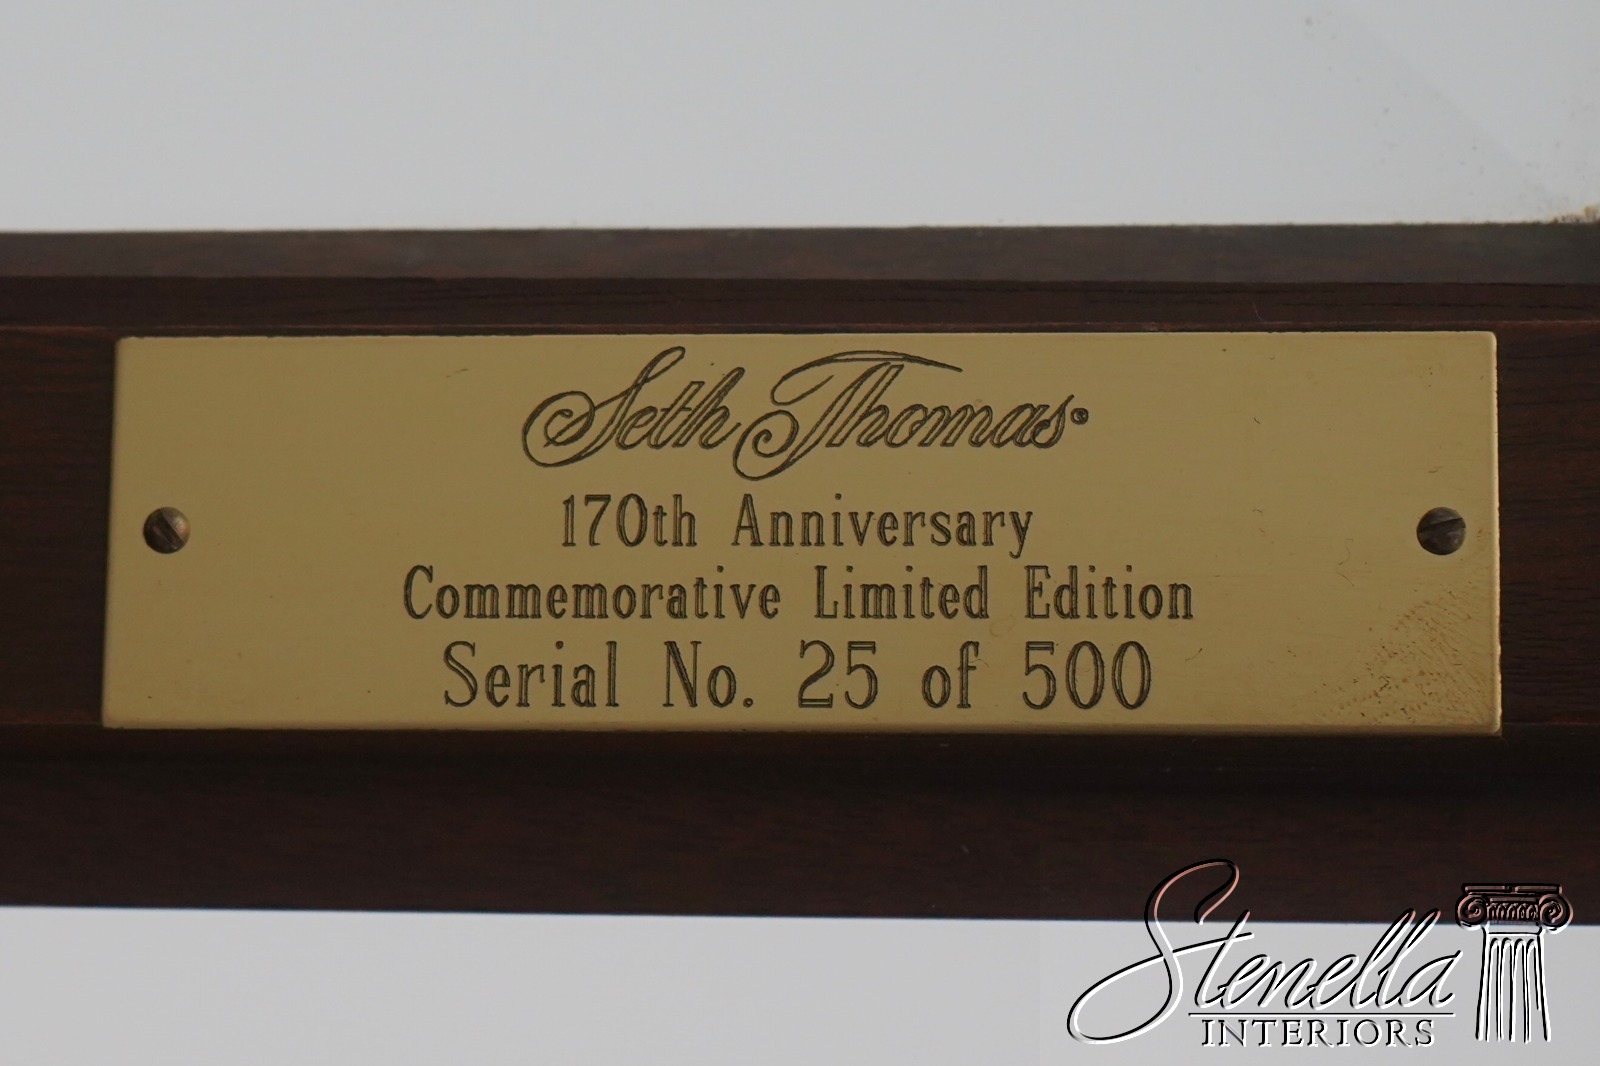 Seth Thomas®
170th Anniversary
Commemorative Limited Edition
Serial No. 25 of 500
Stenella
INTERIORS